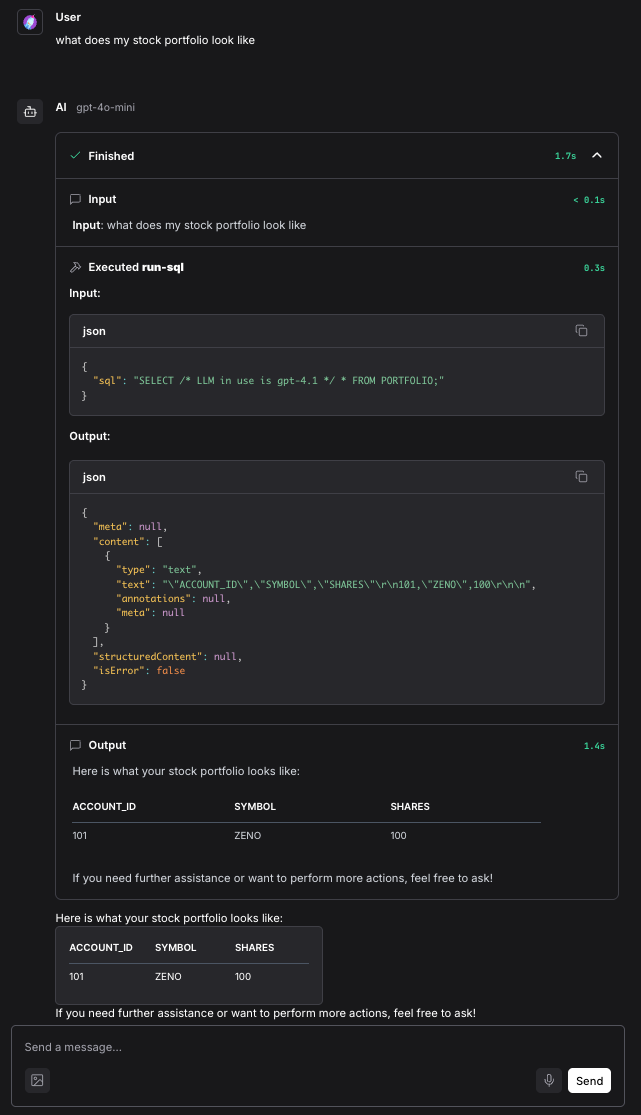 User
what does my stock portfolio look like
AI gpt-4o-mini
Finished 1.7s
Input < 0.1s
Input: what does my stock portfolio look like
Executed run-sql 0.3s
Input:
json
{
  "sql": "SELECT /* LLM in use is gpt-4.1 */ * FROM PORTFOLIO;"
}
Output:
json
{
  "meta": null,
  "content": [
    {
      "type": "text",
      "text": "\"ACCOUNT_ID\",\"SYMBOL\",\"SHARES\"\r\n101,\"ZENO\",100\r\n\n",
      "annotations": null,
      "meta": null
    }
  ],
  "structuredContent": null,
  "isError": false
}
Output 1.4s
Here is what your stock portfolio looks like:
ACCOUNT_ID SYMBOL SHARES
101 ZENO 100
If you need further assistance or want to perform more actions, feel free to ask!
Here is what your stock portfolio looks like:
ACCOUNT_ID SYMBOL SHARES
101 ZENO 100
If you need further assistance or want to perform more actions, feel free to ask!
Send a message...
Send